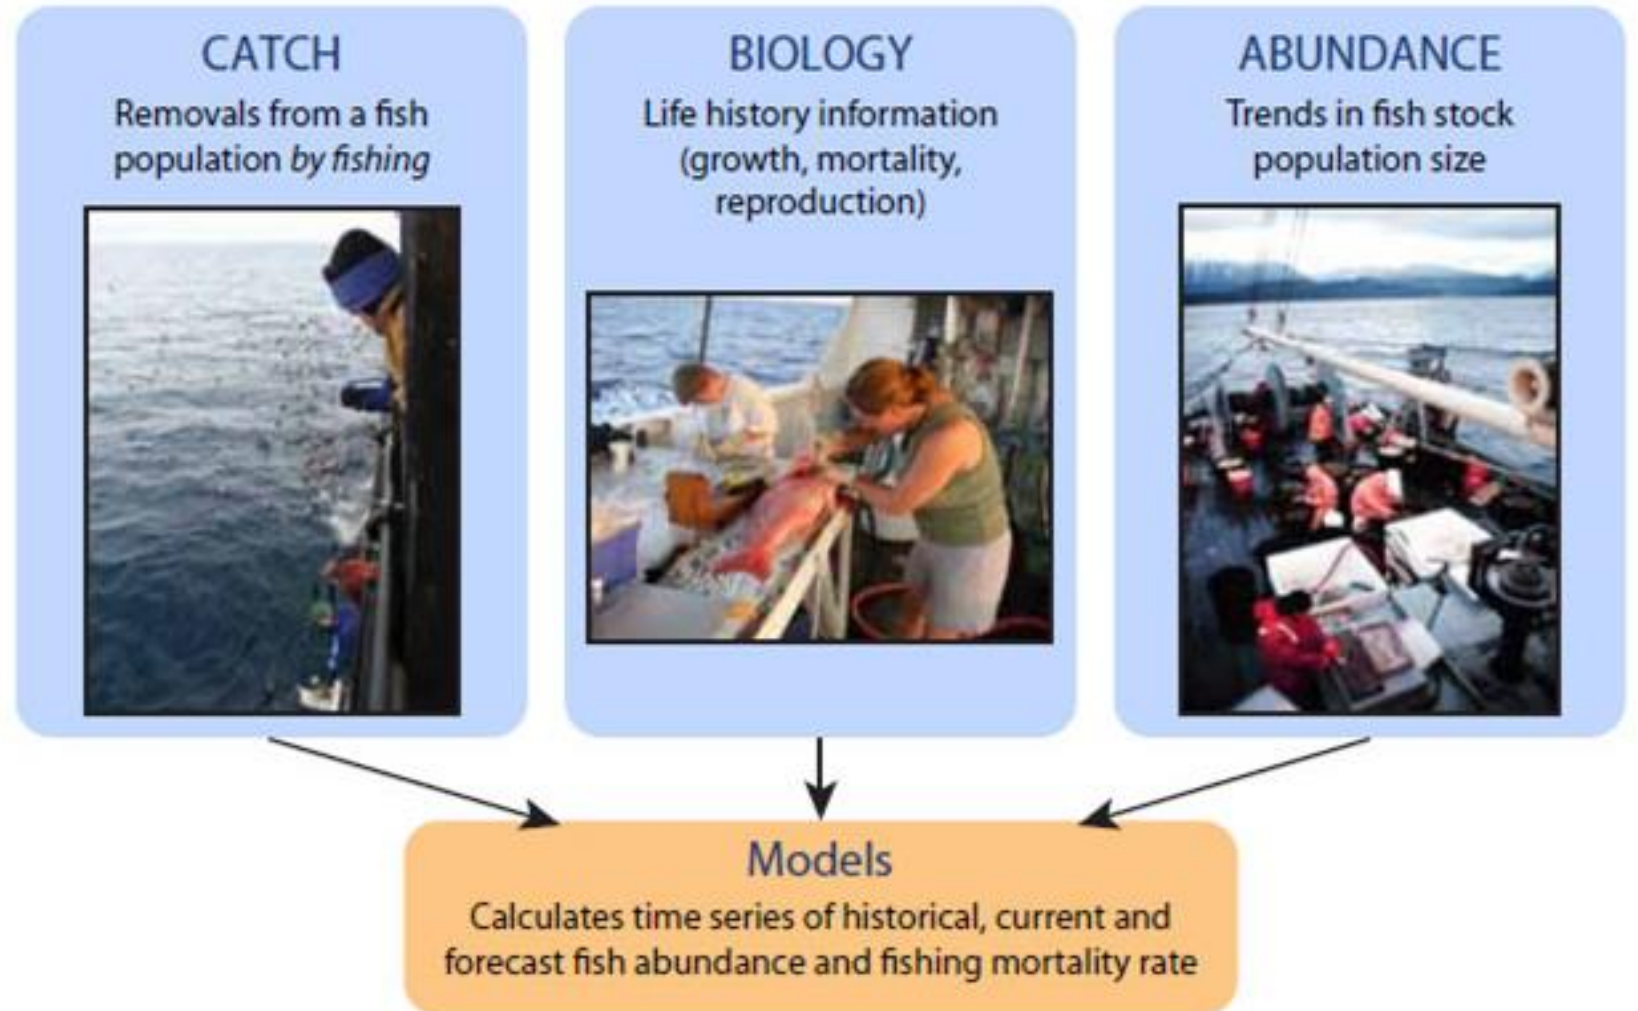 CATCH
Removals from a fish
population by fishing
BIOLOGY
Life history information
(growth, mortality,
reproduction)
ABUNDANCE
Trends in fish stock
population size
Models
Calculates time series of historical, current and
forecast fish abundance and fishing mortality rate